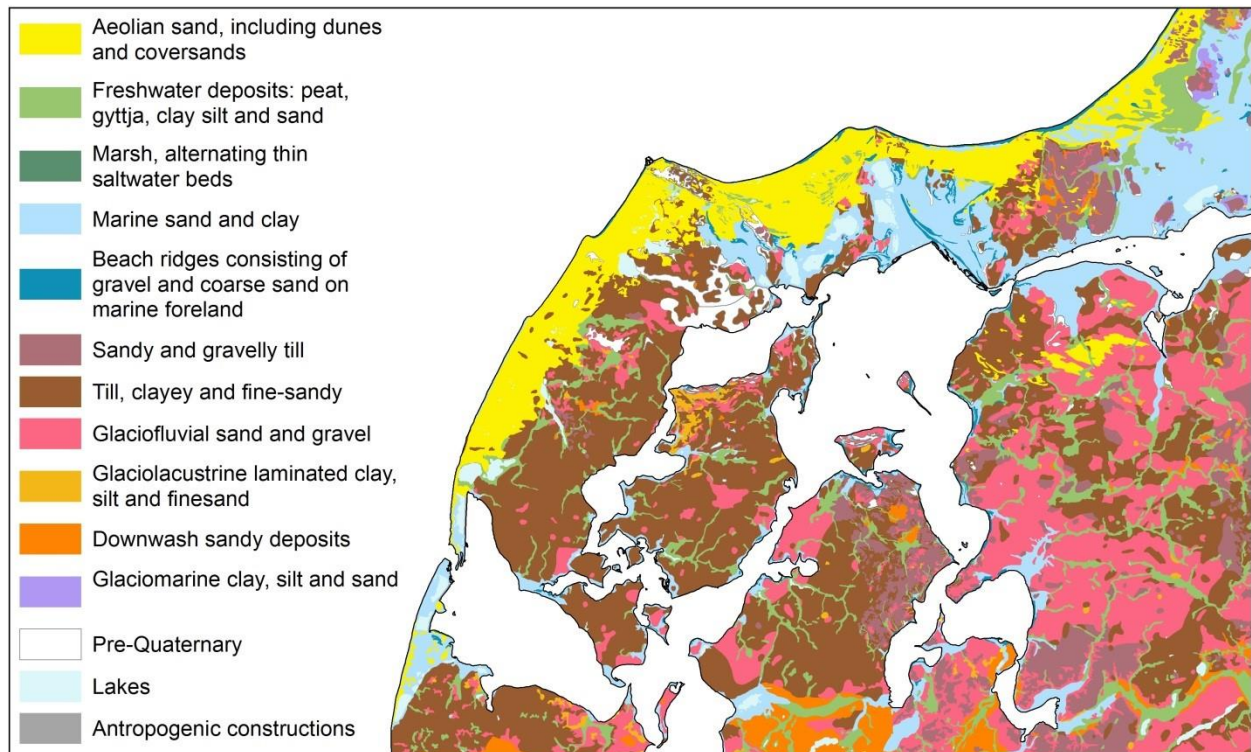 Aeolian sand, including dunes
and coversands
Freshwater deposits: peat,
gyttja, clay silt and sand
Marsh, alternating thin
saltwater beds
Marine sand and clay
Beach ridges consisting of
gravel and coarse sand on
marine foreland
Sandy and gravelly till
Till, clayey and fine-sandy
Glaciofluvial sand and gravel
Glaciolacustrine laminated clay,
silt and finesand
Downwash sandy deposits
Glaciomarine clay, silt and sand
Pre-Quaternary
Lakes
Antropogenic constructions